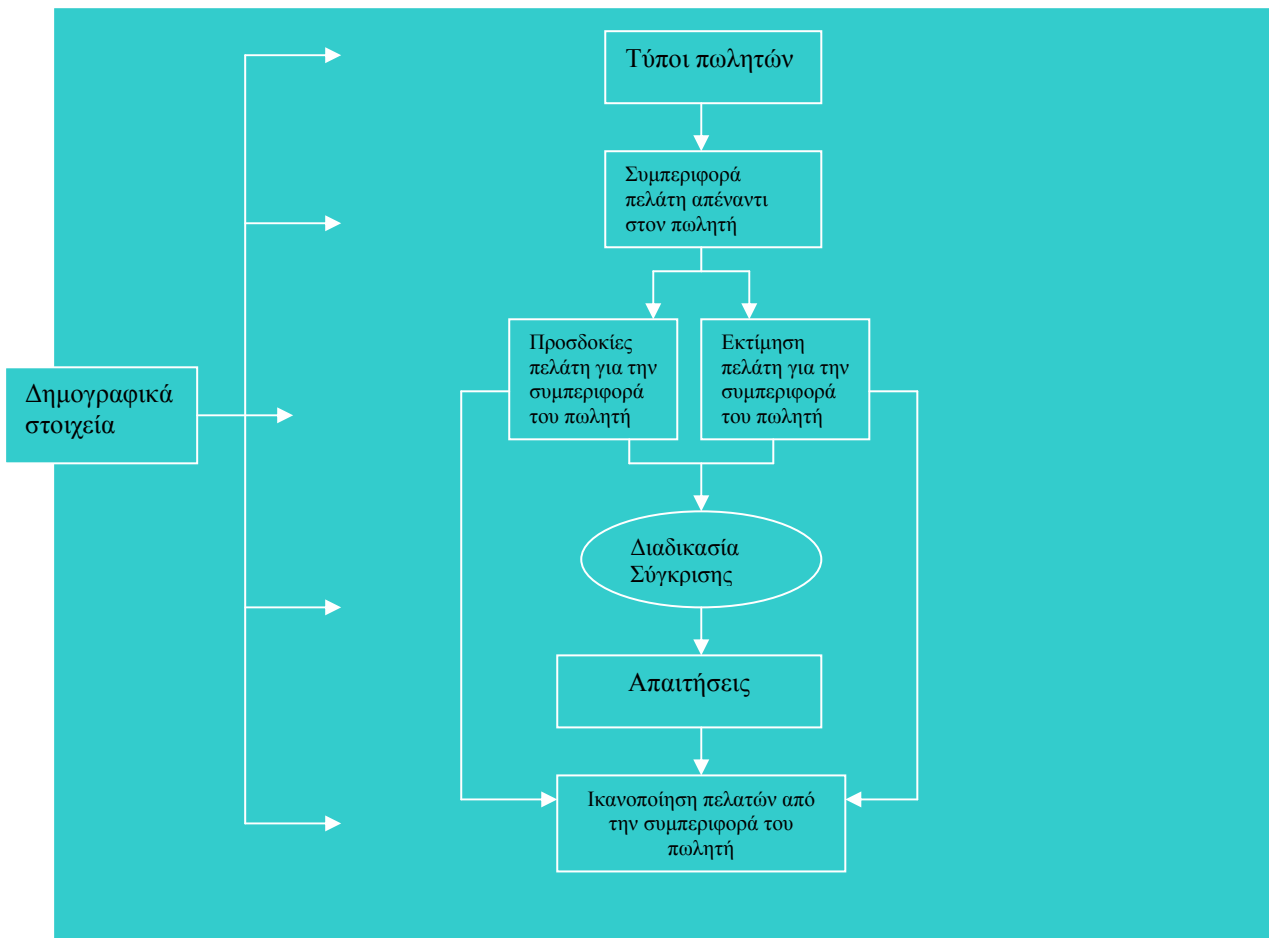 Τύποι πωλητών
Συμπεριφορά
πελάτη απέναντι
στον πωλητή
Προσδοκίες
πελάτη για την
συμπεριφορά
του πωλητή
Εκτίμηση
πελάτη για την
συμπεριφορά
του πωλητή
Δημογραφικά
στοιχεία
Διαδικασία
Σύγκρισης
Απαιτήσεις
Ικανοποίηση πελατών από
την συμπεριφορά του
πωλητή